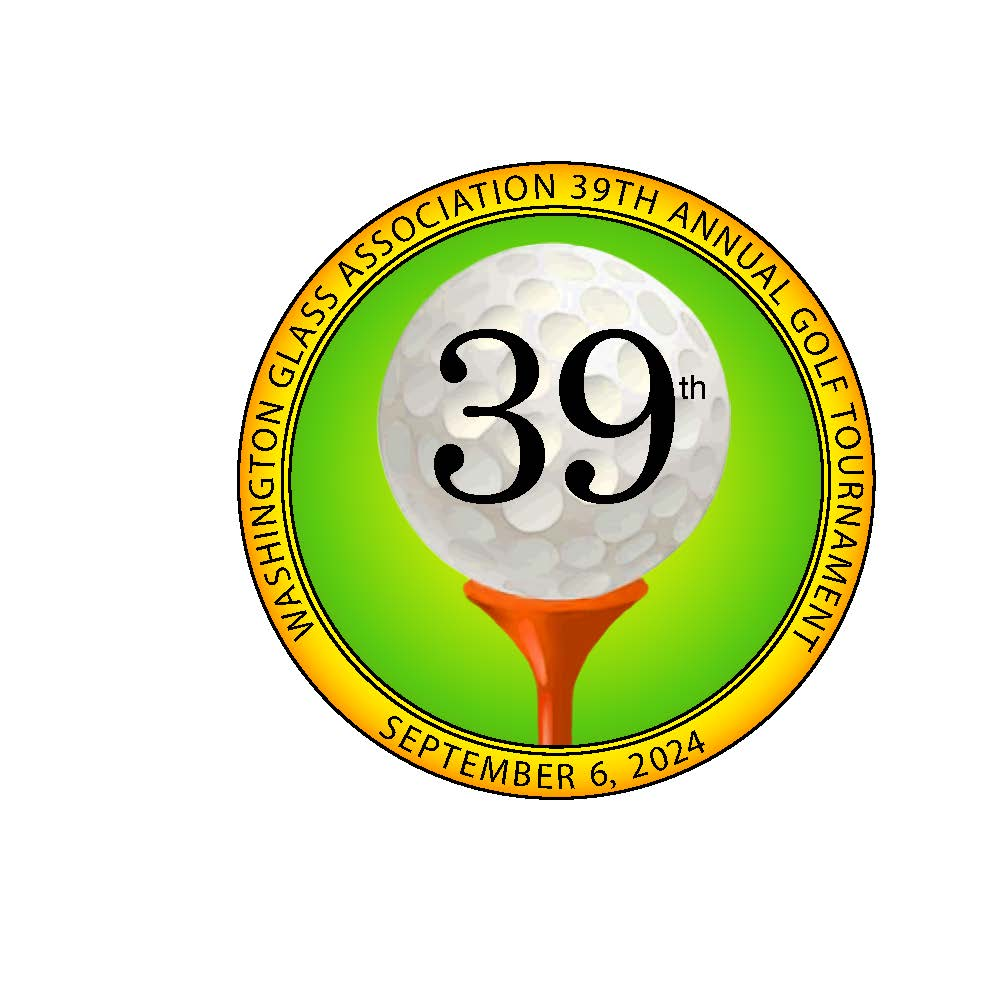 WASHINGTON GLASS ASSOCIATION 39TH ANNUAL GOLF TOURNAMENT
39th
SEPTEMBER 6, 2024